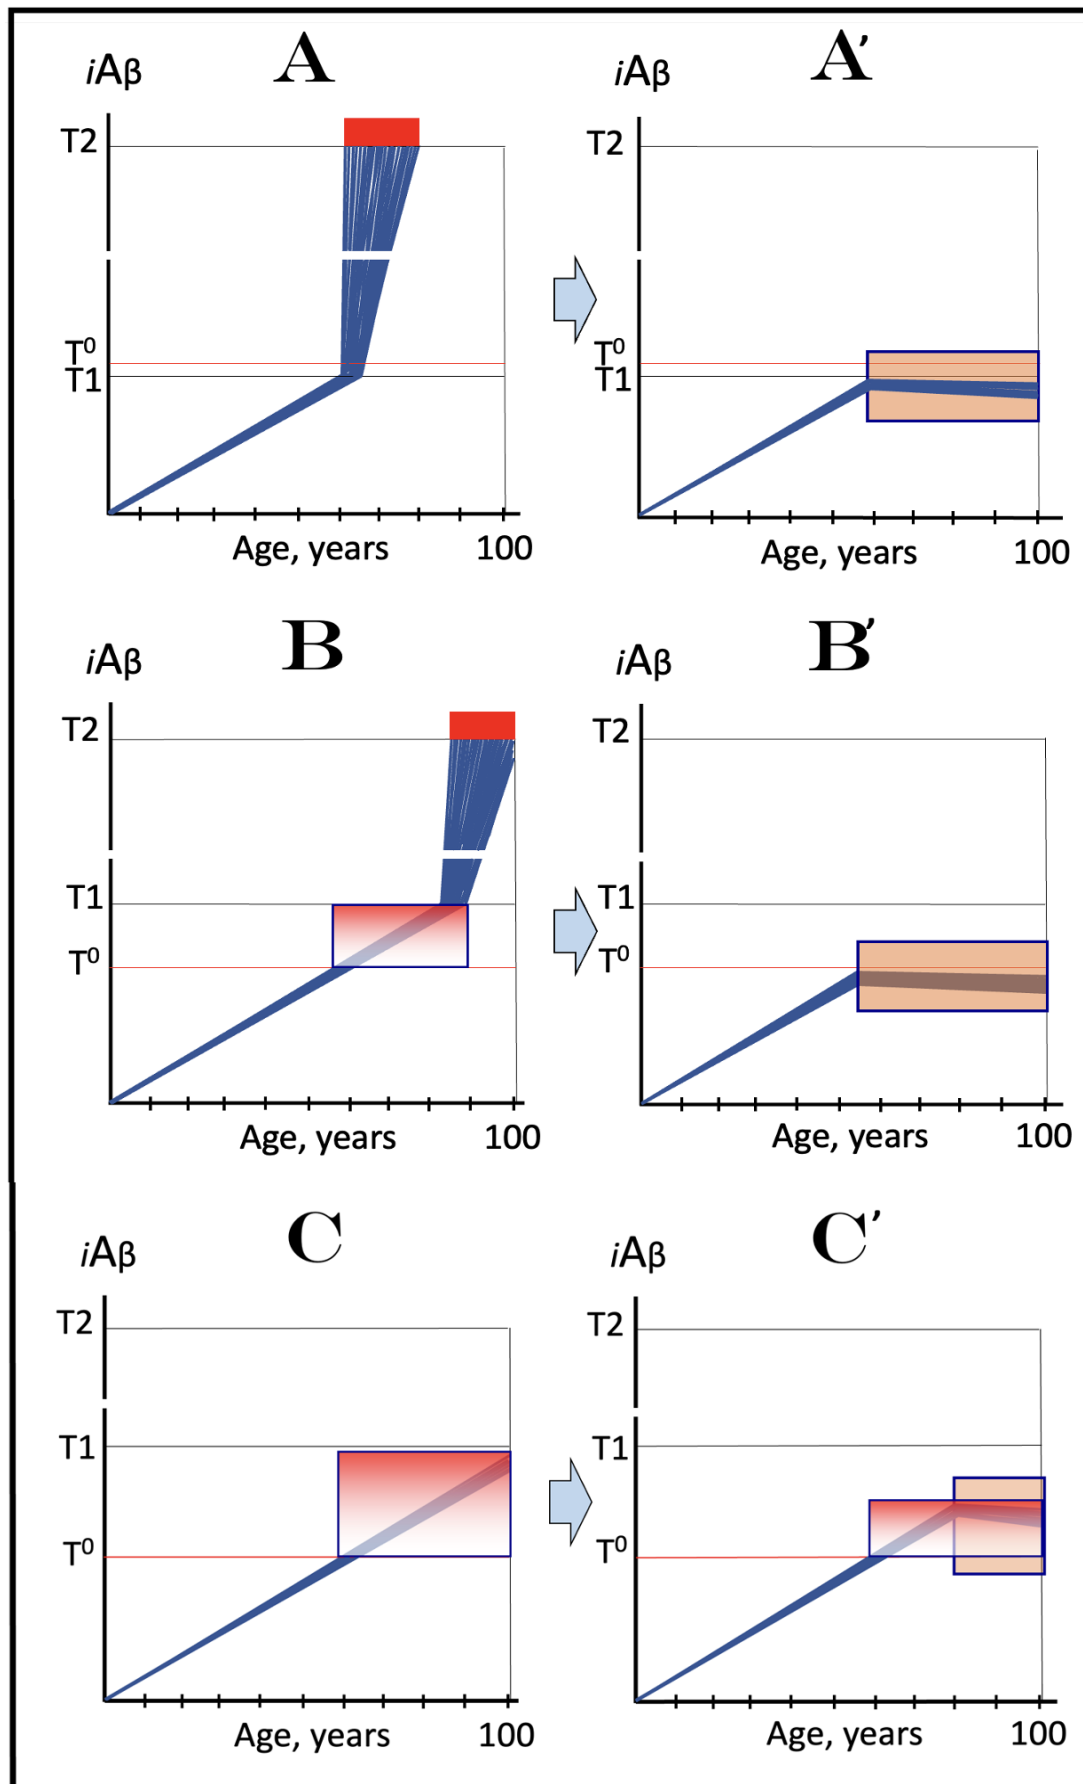 A
A'
iAβ
iAβ
T2
T2
T⁰
T⁰
T1
T1
Age, years
100
Age, years
100
B
B'
iAβ
iAβ
T2
T2
T1
T1
T⁰
T⁰
Age, years
100
Age, years
100
C
C'
iAβ
iAβ
T2
T2
T1
T1
T⁰
T⁰
Age, years
100
Age, years
100